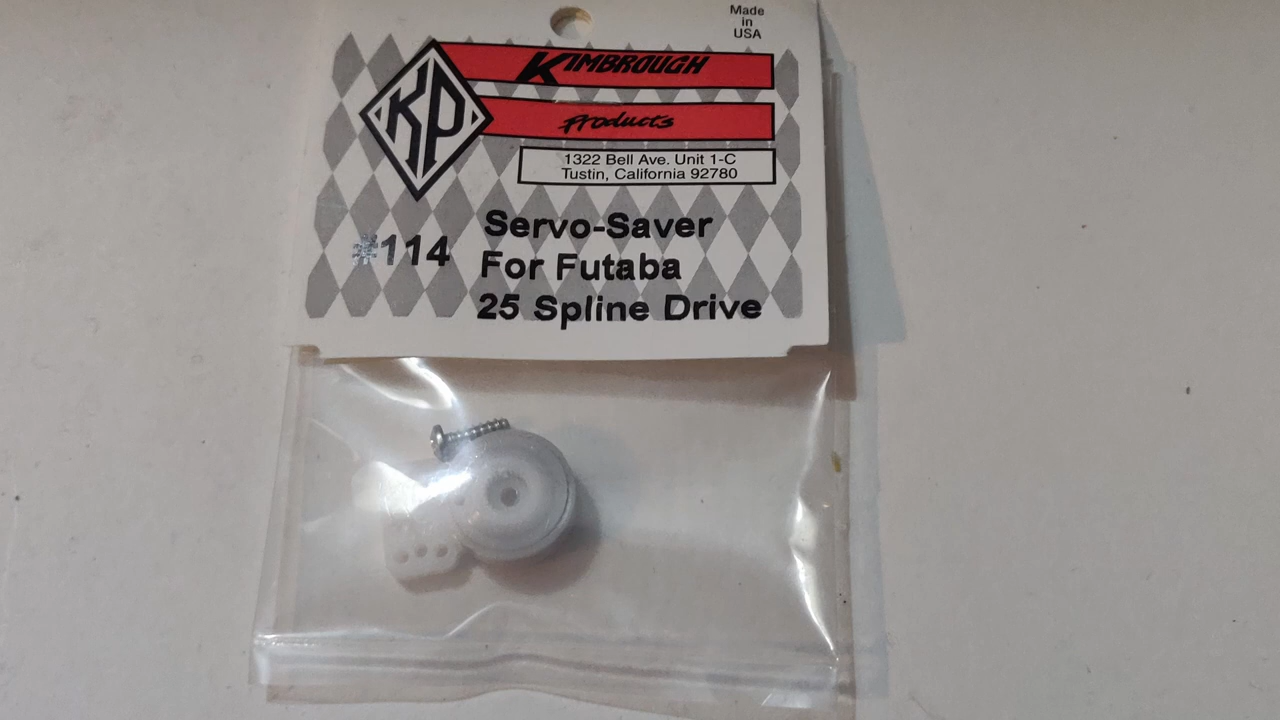 Made
in
USA
KP
KIMBROUGH
Products
1322 Bell Ave. Unit 1-C
Tustin, California 92780
#114
Servo-Saver
For Futaba
25 Spline Drive